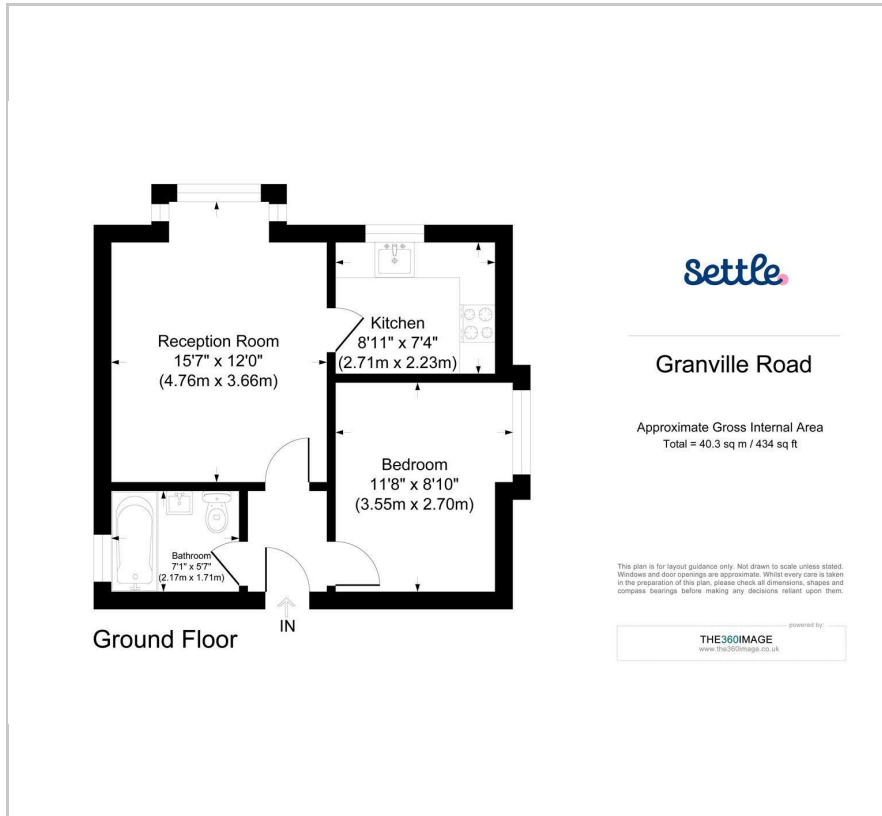 Reception Room
15'7" x 12'0"
(4.76m x 3.66m)
Kitchen
8'11" x 7'4"
(2.71m x 2.23m)
Bedroom
11'8" x 8'10"
(3.55m x 2.70m)
Bathroom
7'1" x 5'7"
(2.17m x 1.71m)
IN
Ground Floor
Settle
Granville Road
Approximate Gross Internal Area
Total = 40.3 sq m / 434 sq ft
This plan is for layout guidance only. Not drawn to scale unless stated.
Windows and door openings are approximate. Whilst every care is taken
in the preparation of this plan, please check all dimensions, shapes and
compass bearings before making any decisions reliant upon them.
powered by:
THE360IMAGE
www.the360image.co.uk